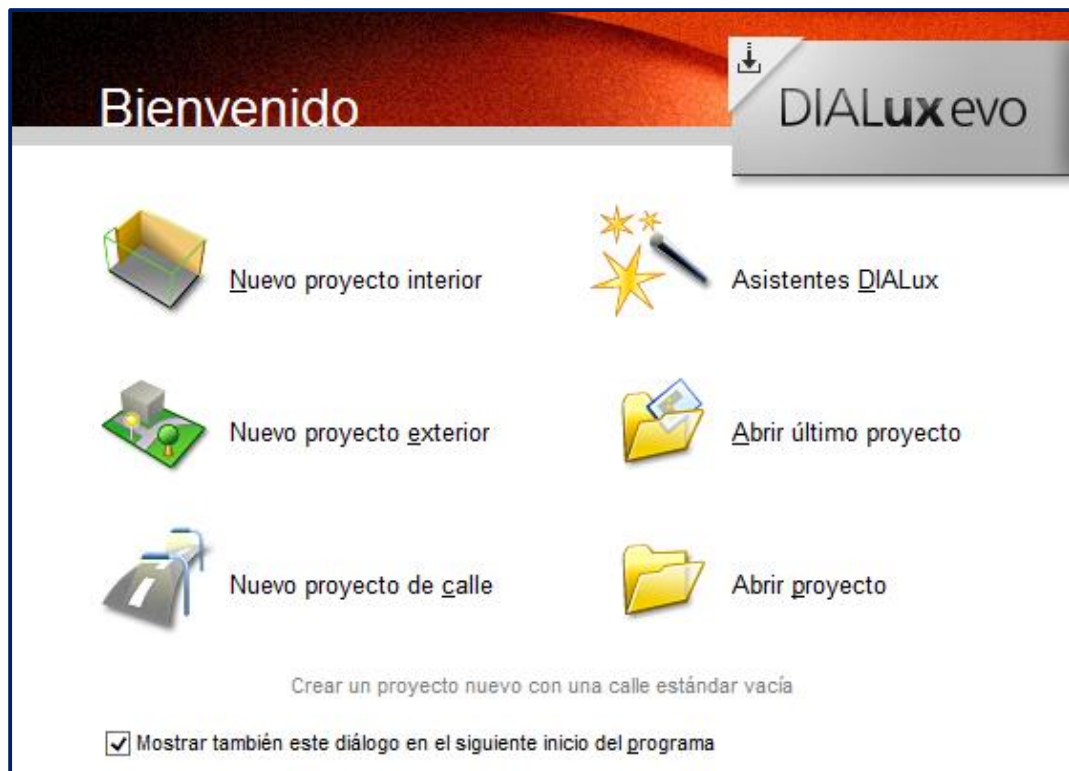 Bienvenido
DIALux evo
Nuevo proyecto interior
Asistentes DIALux
Nuevo proyecto exterior
Abrir último proyecto
Nuevo proyecto de calle
Abrir proyecto
Crear un proyecto nuevo con una calle estándar vacía
Mostrar también este diálogo en el siguiente inicio del programa